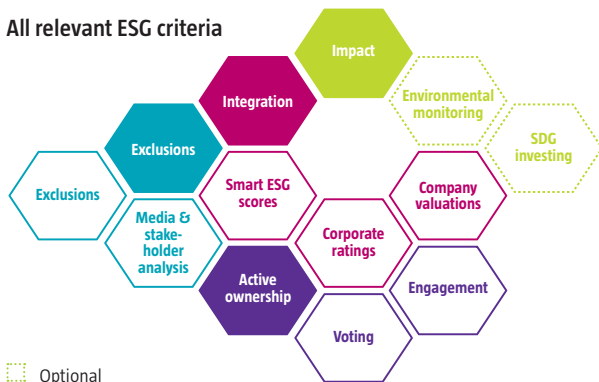 All relevant ESG criteria
Impact
Integration
Environmental
monitoring
SDG
investing
Exclusions
Exclusions
Smart ESG
scores
Company
valuations
Media &
stake-
holder
analysis
Corporate
ratings
Active
ownership
Engagement
Voting
Optional